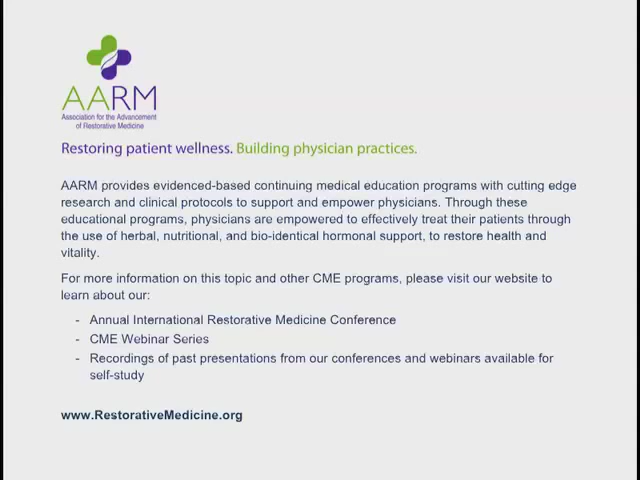 AARM
Association for the Advancement
of Restorative Medicine
Restoring patient wellness. Building physician practices.
AARM provides evidenced-based continuing medical education programs with cutting edge
research and clinical protocols to support and empower physicians. Through these
educational programs, physicians are empowered to effectively treat their patients through
the use of herbal, nutritional, and bio-identical hormonal support, to restore health and
vitality.
For more information on this topic and other CME programs, please visit our website to
learn about our:
- Annual International Restorative Medicine Conference
- CME Webinar Series
- Recordings of past presentations from our conferences and webinars available for
self-study
www.RestorativeMedicine.org